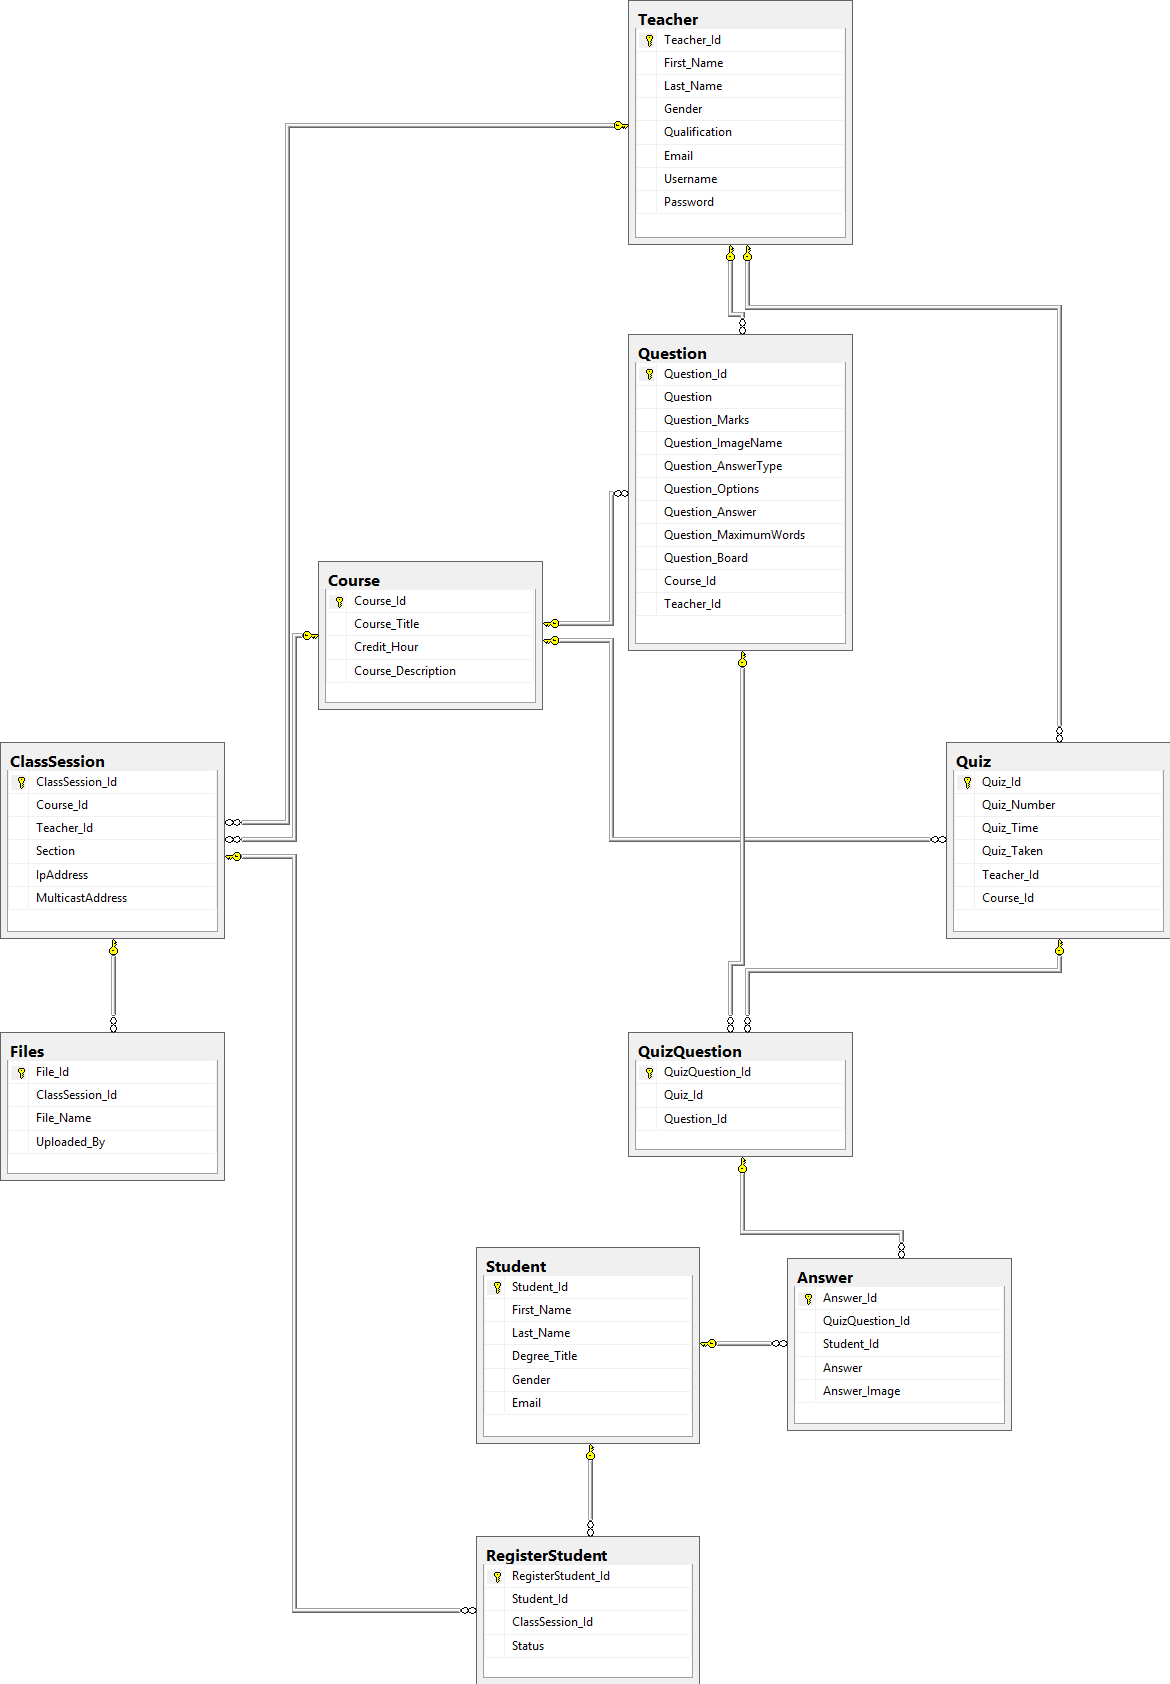 Teacher
Teacher_Id
First_Name
Last_Name
Gender
Qualification
Email
Username
Password
Question
Question_Id
Question
Question_Marks
Question_ImageName
Question_AnswerType
Question_Options
Question_Answer
Question_MaximumWords
Question_Board
Course_Id
Teacher_Id
Course
Course_Id
Course_Title
Credit_Hour
Course_Description
ClassSession
ClassSession_Id
Course_Id
Teacher_Id
Section
IpAddress
MulticastAddress
Quiz
Quiz_Id
Quiz_Number
Quiz_Time
Quiz_Taken
Teacher_Id
Course_Id
Files
File_Id
ClassSession_Id
File_Name
Uploaded_By
QuizQuestion
QuizQuestion_Id
Quiz_Id
Question_Id
Student
Student_Id
First_Name
Last_Name
Degree_Title
Gender
Email
Answer
Answer_Id
QuizQuestion_Id
Student_Id
Answer
Answer_Image
RegisterStudent
RegisterStudent_Id
Student_Id
ClassSession_Id
Status